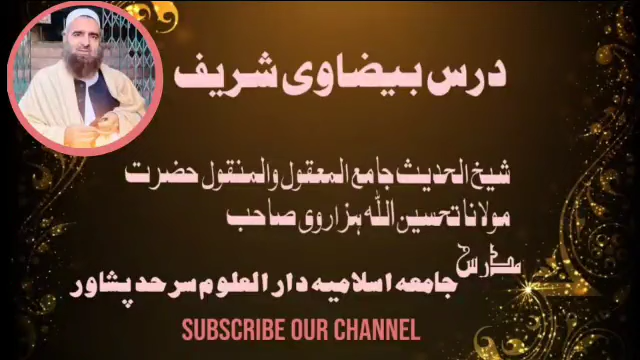 درس بیضاوی شریف
شیخ الحدیث جامع المعقول والمنقول حضرت
مولانا تحسین اللہ ہزاروی صاحب
مدرس جامعہ اسلامیہ دار العلوم سرحد پشاور
SUBSCRIBE OUR CHANNEL